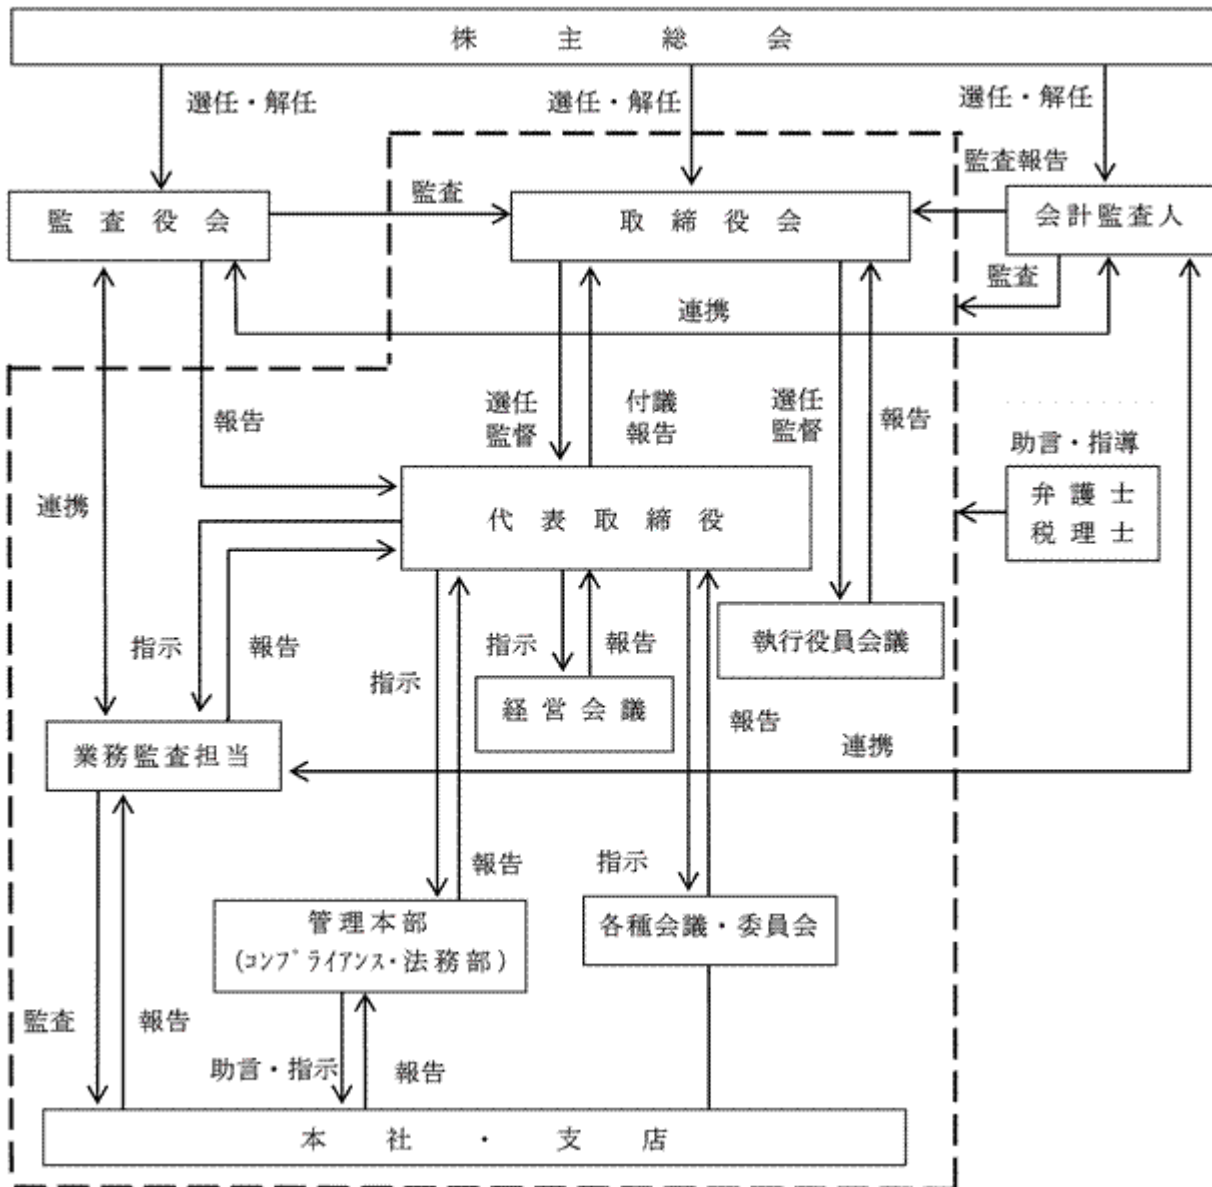 株主総会
選任・解任
選任・解任
選任・解任
監査報告
監査役会
監査
取締役会
会計監査人
監査
連携
選任
監督
付議
報告
選任
監督
報告
報告
助言・指導
弁護士
税理士
連携
代表取締役
指示
報告
指示
指示
報告
執行役員会議
経営会議
報告
業務監査担当
連携
報告
指示
管理本部
(ｺﾝﾌﾟﾗｲｱﾝｽ・法務部)
各種会議・委員会
監査
報告
助言・指示
報告
本社・支店